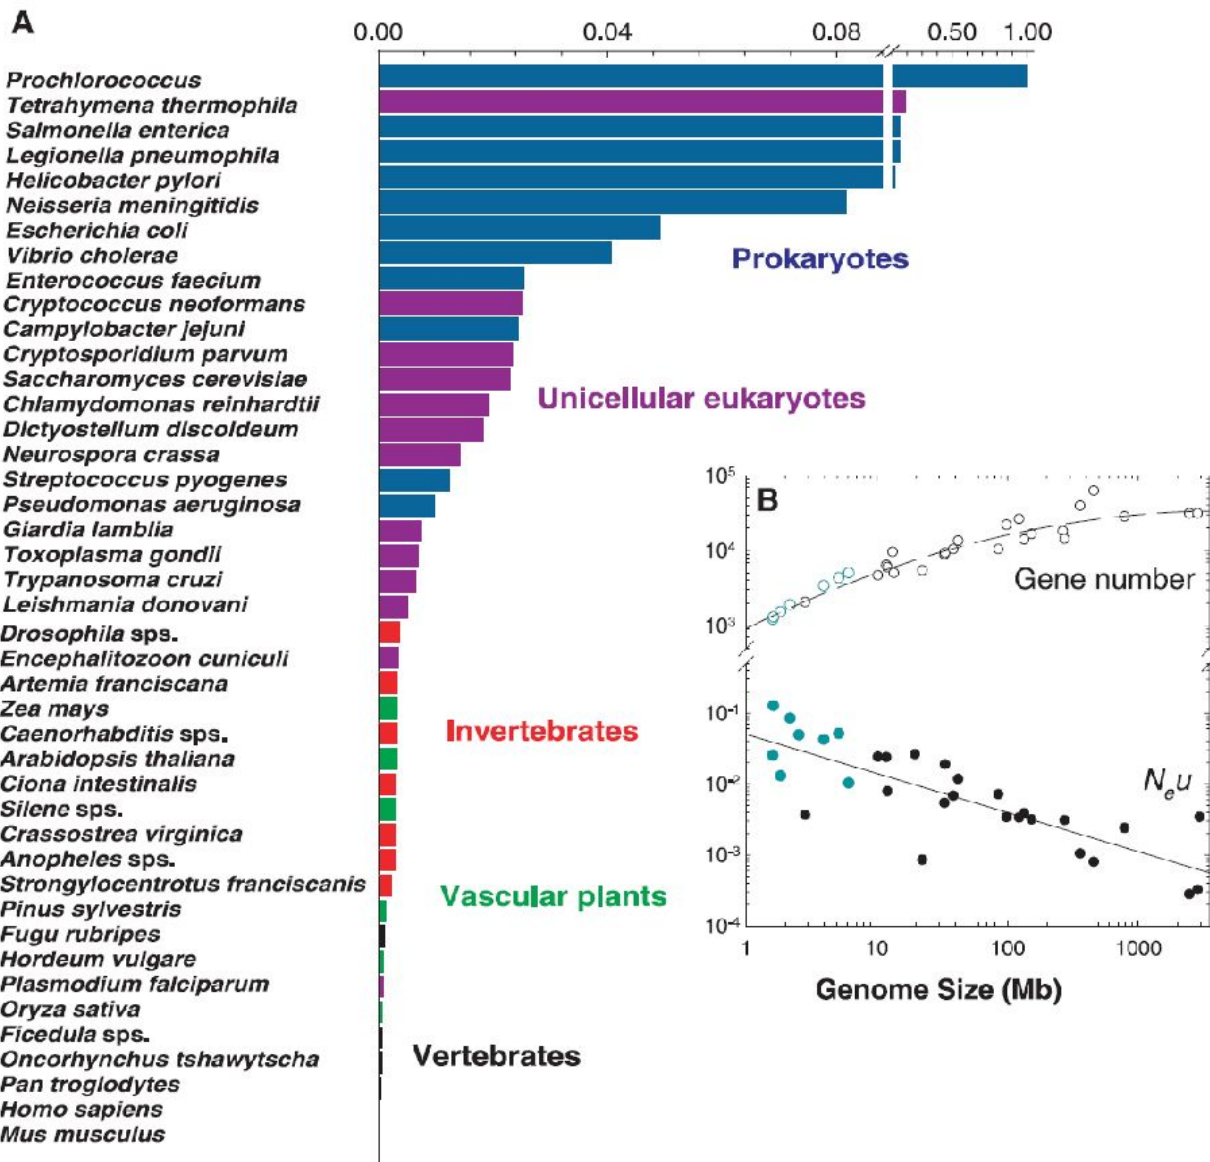 A
0.00 0.04 0.08 0.50 1.00
Prochlorococcus
Tetrahymena thermophila
Salmonella enterica
Legionella pneumophila
Helicobacter pylori
Neisseria meningitidis
Escherichia coli
Vibrio cholerae
Prokaryotes
Enterococcus faecium
Cryptococcus neoformans
Campylobacter jejuni
Cryptosporidium parvum
Saccharomyces cerevisiae
Chlamydomonas reinhardtii
Unicellular eukaryotes
Dictyostellum discoideum
Neurospora crassa
Streptococcus pyogenes
Pseudomonas aeruginosa
Giardia lamblia
Toxoplasma gondii
Trypanosoma cruzi
Leishmania donovani
Drosophila sps.
Encephalitozoon cuniculi
Artemia franciscana
Zea mays
Caenorhabditis sps.
Invertebrates
Arabidopsis thaliana
Ciona intestinalis
Silene sps.
Crassostrea virginica
Anopheles sps.
Strongylocentrotus franciscanis
Vascular plants
Pinus sylvestris
Fugu rubripes
Hordeum vulgare
Plasmodium falciparum
Oryza sativa
Ficedula sps.
Oncorhynchus tshawytscha
Vertebrates
Pan troglodytes
Homo sapiens
Mus musculus
B
10⁵
10⁴
Gene number
10³
10⁻¹
10⁻²
Nₑu
10⁻³
10⁻⁴
1 10 100 1000
Genome Size (Mb)